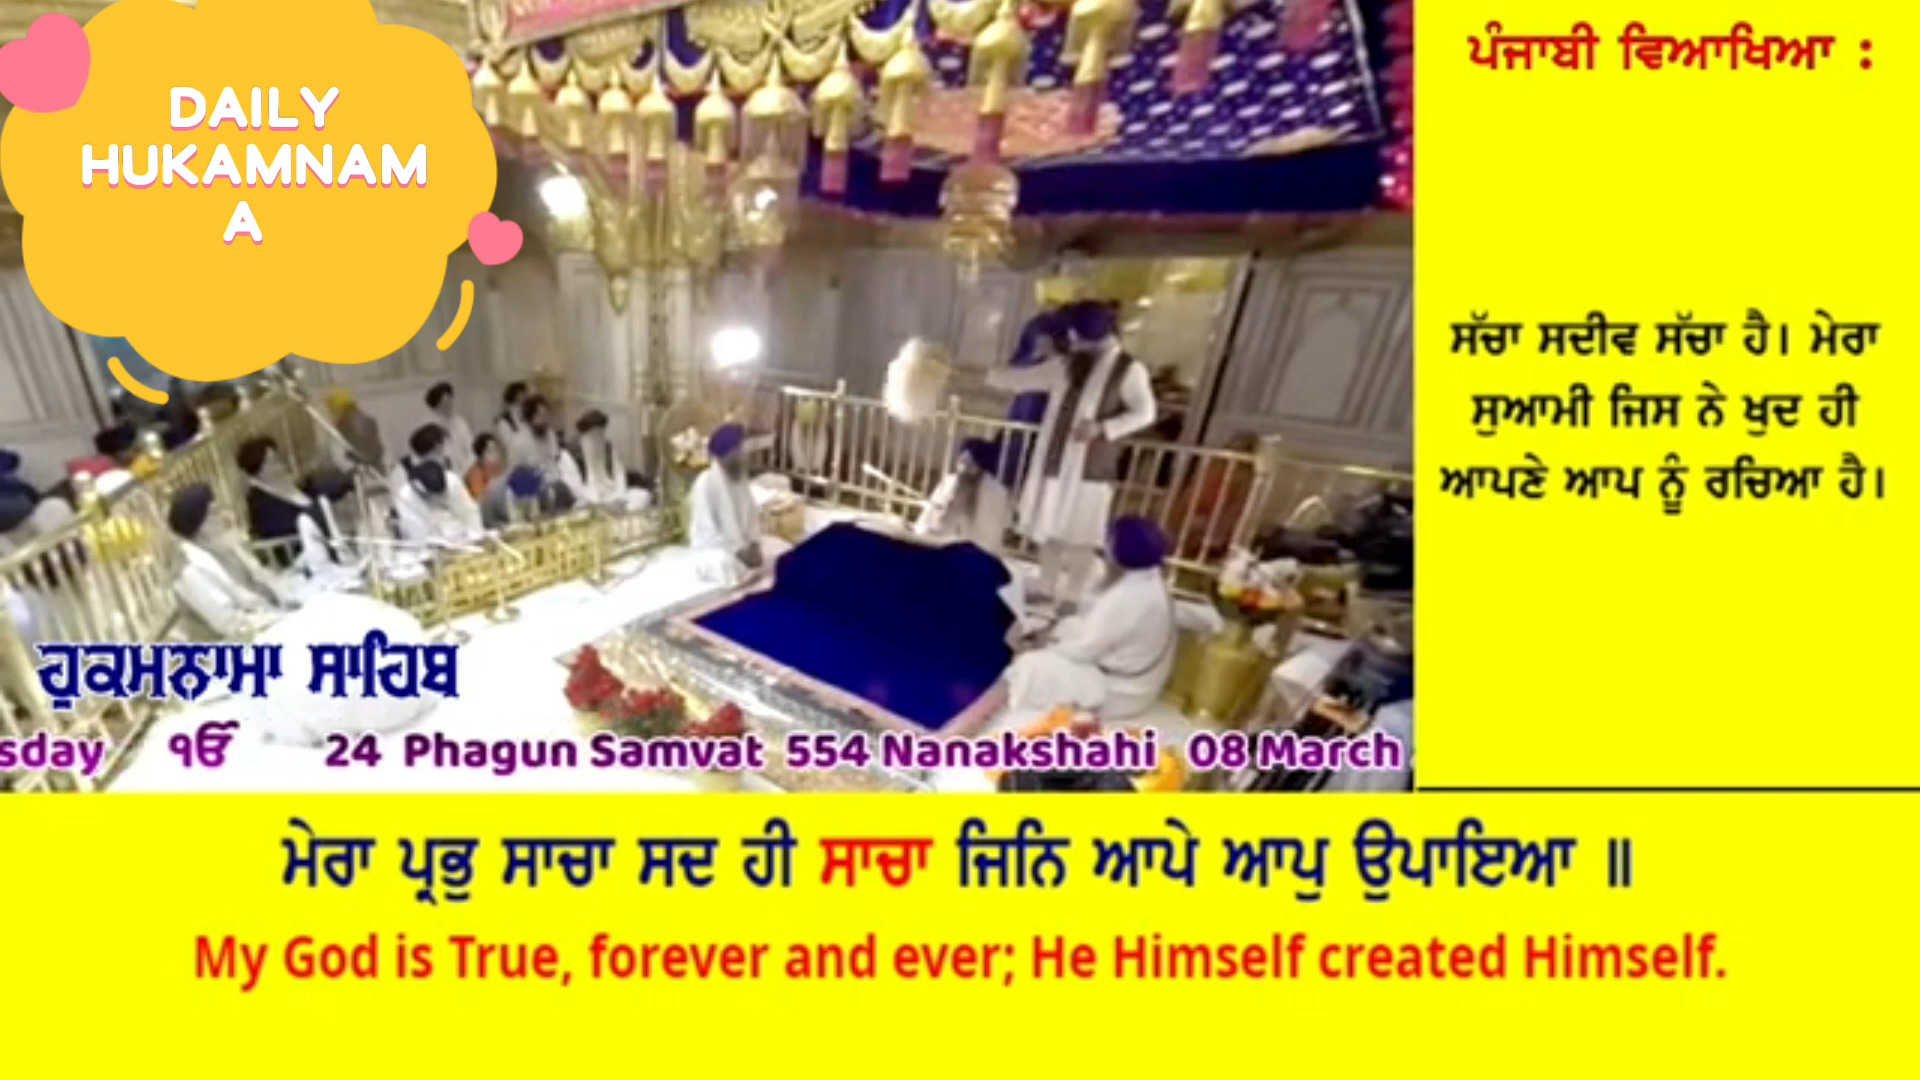 DAILY
HUKAMNAM
A
ਪੰਜਾਬੀ ਵਿਆਖਿਆ :
ਸੱਚਾ ਸਦੀਵ ਸੱਚਾ ਹੈ। ਮੇਰਾ
ਸੁਆਮੀ ਜਿਸ ਨੇ ਖੁਦ ਹੀ
ਆਪਣੇ ਆਪ ਨੂੰ ਰਚਿਆ ਹੈ।
ਹੁਕਮਨਾਮਾ ਸਾਹਿਬ
sday ੧ੴ 24 Phagun Samvat 554 Nanakshahi 08 March
ਮੇਰਾ ਪ੍ਰਭੁ ਸਾਚਾ ਸਦ ਹੀ ਸਾਚਾ ਜਿਨਿ ਆਪੇ ਆਪੁ ਉਪਾਇਆ ॥
My God is True, forever and ever; He Himself created Himself.